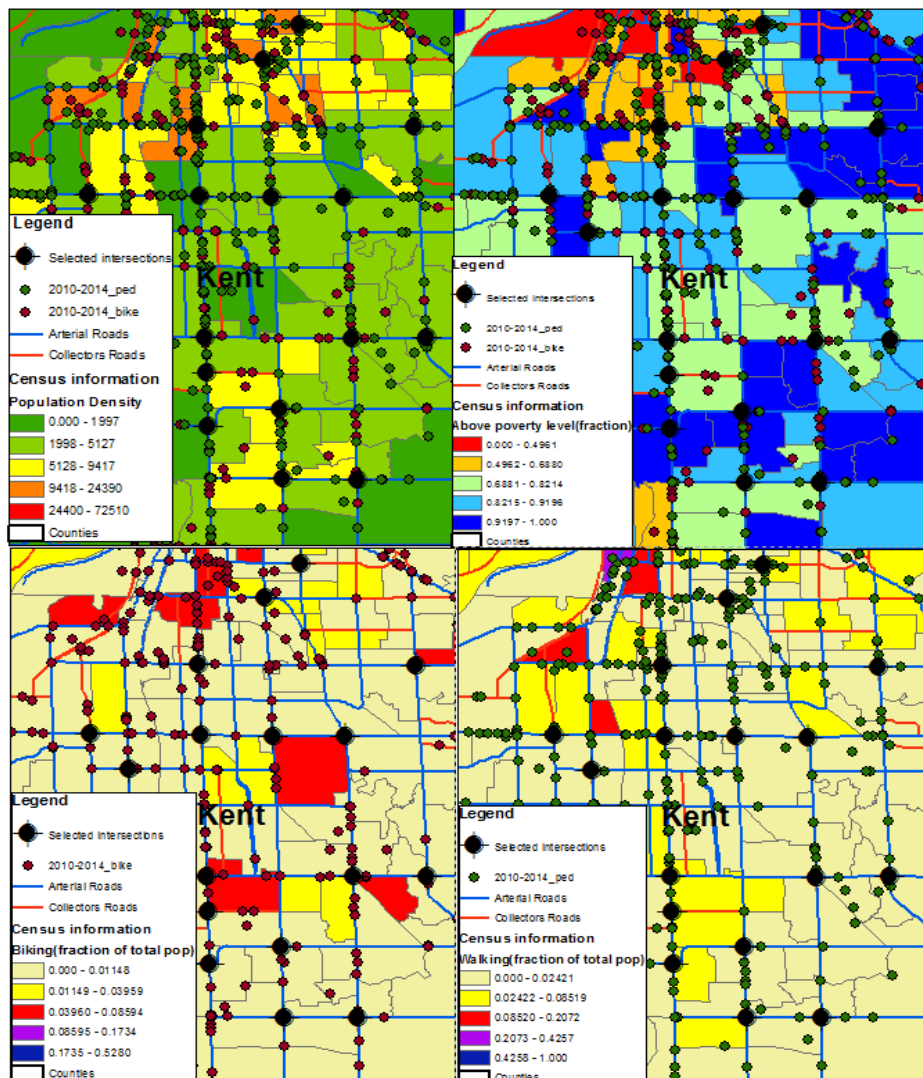 Legend
Selected intersections
2010-2014_ped
2010-2014_bike
Arterial Roads
Collectors Roads
Census information
Population Density
0.000 - 1997
1998 - 5127
5128 - 9417
9418 - 24390
24400 - 72510
Counties
Kent
Legend
Selected intersections
2010-2014_ped
2010-2014_bike
Arterial Roads
Collectors Roads
Census information
Above poverty level(fraction)
0.000 - 0.4961
0.4962 - 0.6880
0.6881 - 0.8214
0.8215 - 0.9196
0.9197 - 1.000
Counties
Kent
Legend
Selected intersections
2010-2014_bike
Arterial Roads
Collectors Roads
Census information
Biking(fraction of total pop)
0.000 - 0.01148
0.01149 - 0.03959
0.03960 - 0.08594
0.08595 - 0.1734
0.1735 - 0.5280
Counties
Kent
Legend
Selected intersections
2010-2014_ped
Arterial Roads
Collectors Roads
Census information
Walking(fraction of total pop)
0.000 - 0.02421
0.02422 - 0.08519
0.08520 - 0.2072
0.2073 - 0.4257
0.4258 - 1.000
Counties
Kent